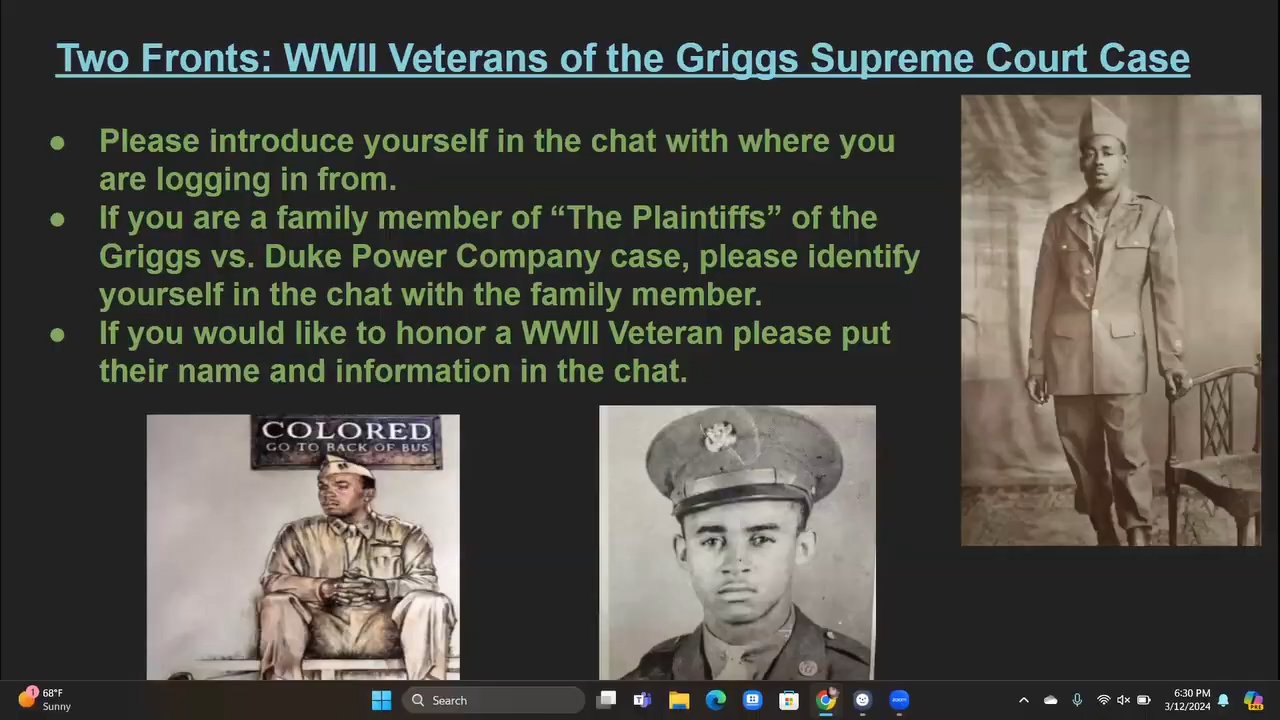 Two Fronts: WWII Veterans of the Griggs Supreme Court Case
Please introduce yourself in the chat with where you
are logging in from.
If you are a family member of “The Plaintiffs” of the
Griggs vs. Duke Power Company case, please identify
yourself in the chat with the family member.
If you would like to honor a WWII Veteran please put
their name and information in the chat.
COLORED
GO TO BACK OF BUS
1
68°F
Sunny
Search
zoom
6:30 PM
3/12/2024
PRE